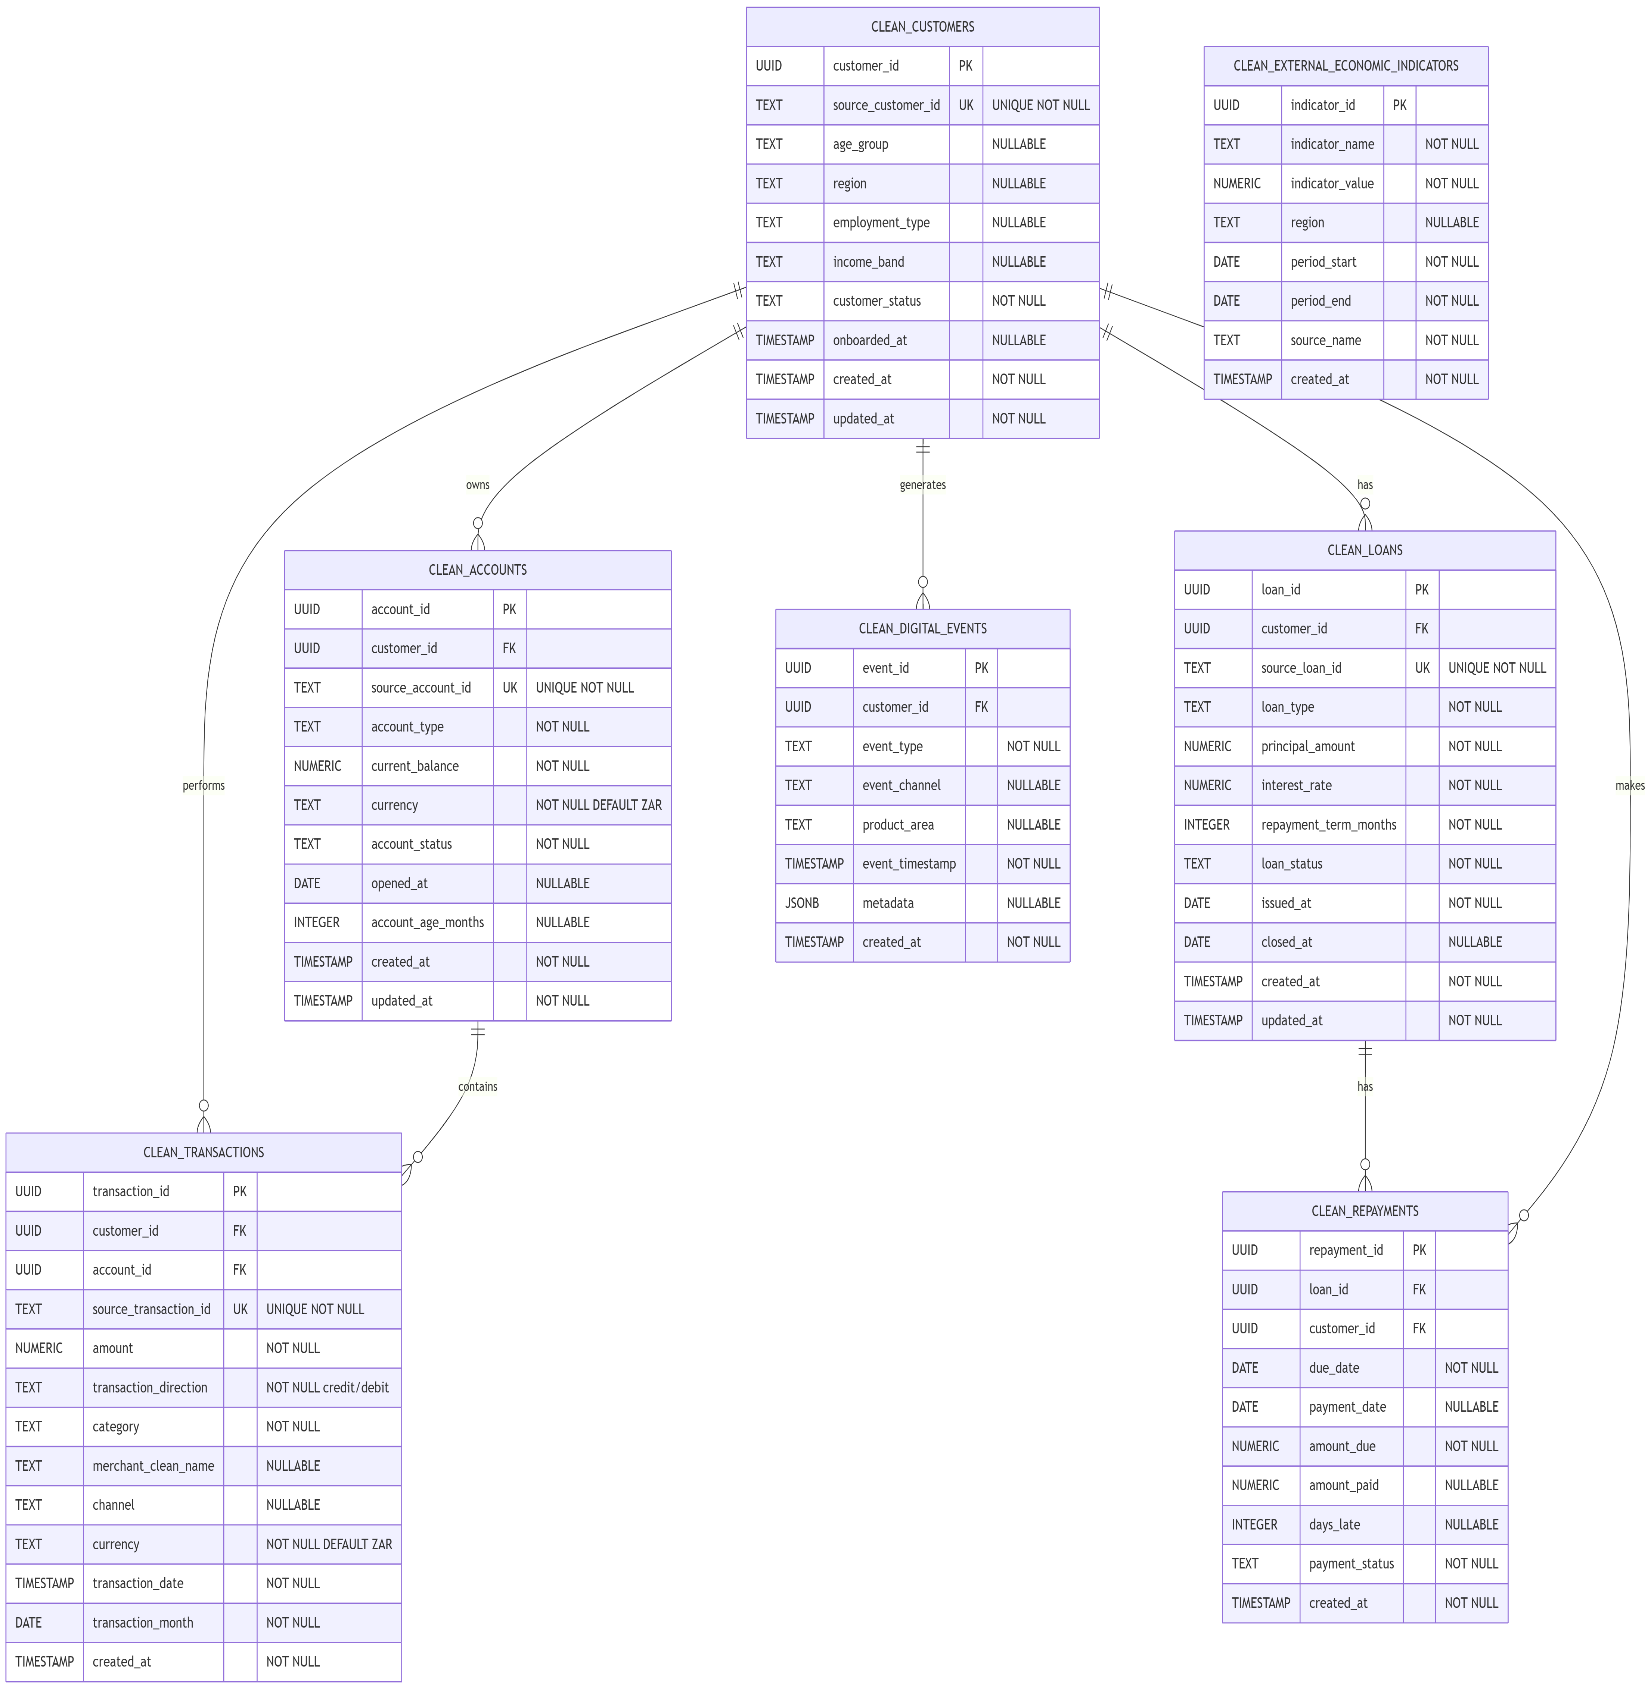 CLEAN_CUSTOMERS
UUID customer_id PK
TEXT source_customer_id UK UNIQUE NOT NULL
TEXT age_group NULLABLE
TEXT region NULLABLE
TEXT employment_type NULLABLE
TEXT income_band NULLABLE
TEXT customer_status NOT NULL
TIMESTAMP onboarded_at NULLABLE
TIMESTAMP created_at NOT NULL
TIMESTAMP updated_at NOT NULL
CLEAN_EXTERNAL_ECONOMIC_INDICATORS
UUID indicator_id PK
TEXT indicator_name NOT NULL
NUMERIC indicator_value NOT NULL
TEXT region NULLABLE
DATE period_start NOT NULL
DATE period_end NOT NULL
TEXT source_name NOT NULL
TIMESTAMP created_at NOT NULL
owns
generates
has
CLEAN_ACCOUNTS
UUID account_id PK
UUID customer_id FK
TEXT source_account_id UK UNIQUE NOT NULL
TEXT account_type NOT NULL
NUMERIC current_balance NOT NULL
TEXT currency NOT NULL DEFAULT ZAR
TEXT account_status NOT NULL
DATE opened_at NULLABLE
INTEGER account_age_months NULLABLE
TIMESTAMP created_at NOT NULL
TIMESTAMP updated_at NOT NULL
CLEAN_DIGITAL_EVENTS
UUID event_id PK
UUID customer_id FK
TEXT event_type NOT NULL
TEXT event_channel NULLABLE
TEXT product_area NULLABLE
TIMESTAMP event_timestamp NOT NULL
JSONB metadata NULLABLE
TIMESTAMP created_at NOT NULL
CLEAN_LOANS
UUID loan_id PK
UUID customer_id FK
TEXT source_loan_id UK UNIQUE NOT NULL
TEXT loan_type NOT NULL
NUMERIC principal_amount NOT NULL
NUMERIC interest_rate NOT NULL
INTEGER repayment_term_months NOT NULL
TEXT loan_status NOT NULL
DATE issued_at NOT NULL
DATE closed_at NULLABLE
TIMESTAMP created_at NOT NULL
TIMESTAMP updated_at NOT NULL
performs
makes
contains
has
CLEAN_TRANSACTIONS
UUID transaction_id PK
UUID customer_id FK
UUID account_id FK
TEXT source_transaction_id UK UNIQUE NOT NULL
NUMERIC amount NOT NULL
TEXT transaction_direction NOT NULL credit/debit
TEXT category NOT NULL
TEXT merchant_clean_name NULLABLE
TEXT channel NULLABLE
TEXT currency NOT NULL DEFAULT ZAR
TIMESTAMP transaction_date NOT NULL
DATE transaction_month NOT NULL
TIMESTAMP created_at NOT NULL
CLEAN_REPAYMENTS
UUID repayment_id PK
UUID loan_id FK
UUID customer_id FK
DATE due_date NOT NULL
DATE payment_date NULLABLE
NUMERIC amount_due NOT NULL
NUMERIC amount_paid NULLABLE
INTEGER days_late NULLABLE
TEXT payment_status NOT NULL
TIMESTAMP created_at NOT NULL